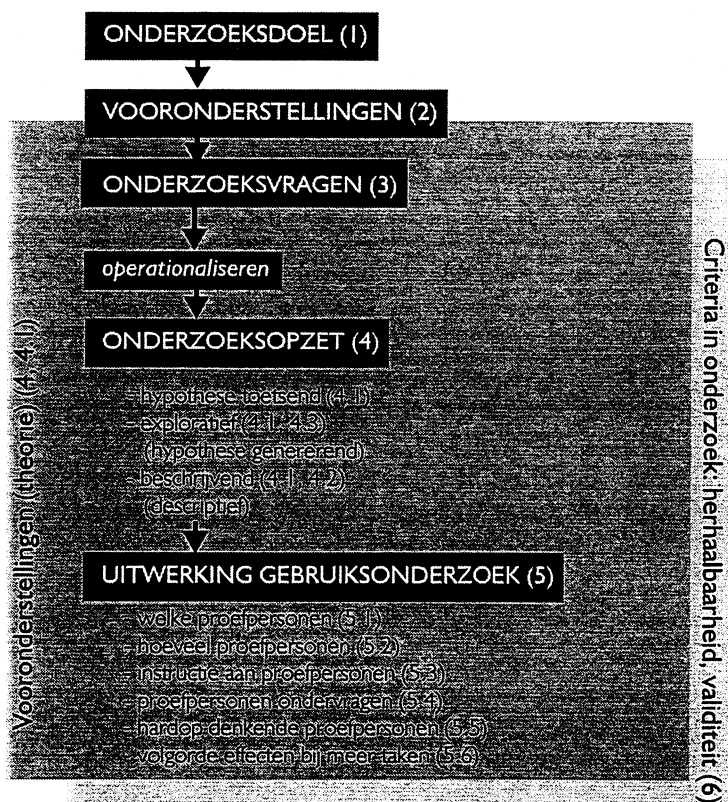 ONDERZOEKSDOEL (1)
VOORONDERSTELLINGEN (2)
ONDERZOEKSVRAGEN (3)
operationaliseren
ONDERZOEKSOPZET (4)
- hypothese toetsend (4.1)
- exploratief (4.1, 4.3)
(hypothese genererend)
- beschrijvend (4.1, 4.2)
(descriptief)
UITWERKING GEBRUIKSONDERZOEK (5)
- welke proefpersonen (5.1)
- hoeveel proefpersonen (5.2)
- instructie aan proefpersonen (5.3)
- proefpersonen ondervragen (5.4)
- hardop denkende proefpersonen (5.5)
- volgorde effecten bij meer taken (5.6)
Vooronderstellingen (theorie) (4, 4.1)
Criteria in onderzoek: herhaalbaarheid, validiteit (6)